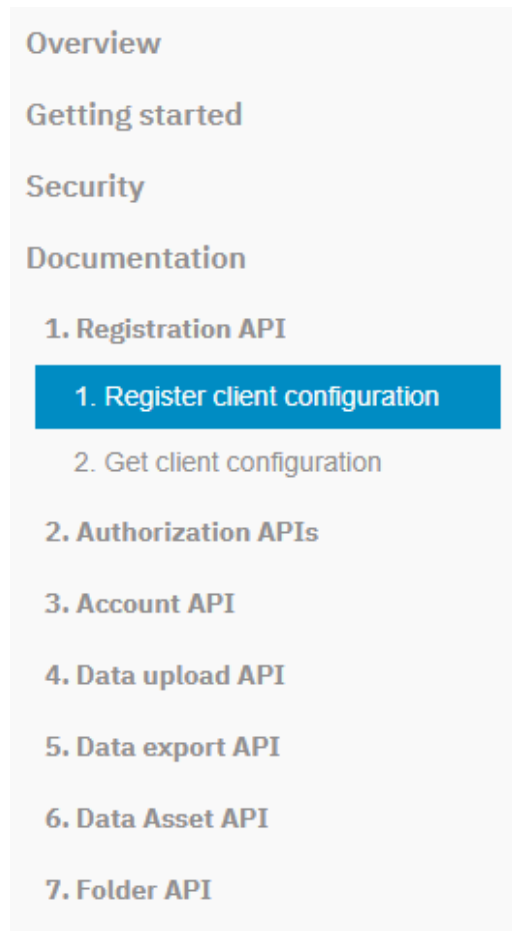 Overview
Getting started
Security
Documentation
1. Registration API
1. Register client configuration
2. Get client configuration
2. Authorization APIs
3. Account API
4. Data upload API
5. Data export API
6. Data Asset API
7. Folder API